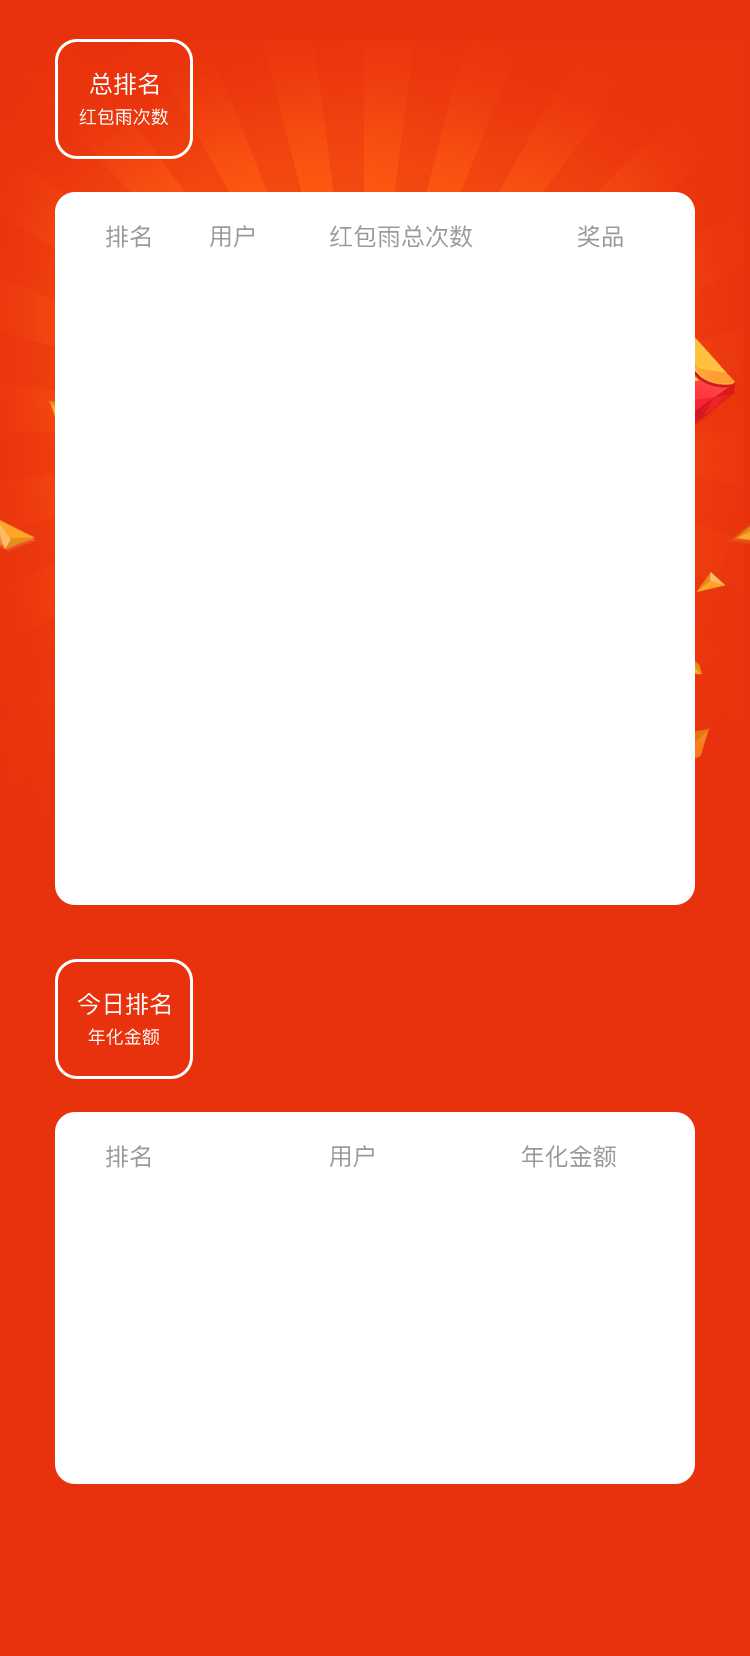 总排名
红包雨次数
排名 用户 红包雨总次数 奖品
今日排名
年化金额
排名 用户 年化金额